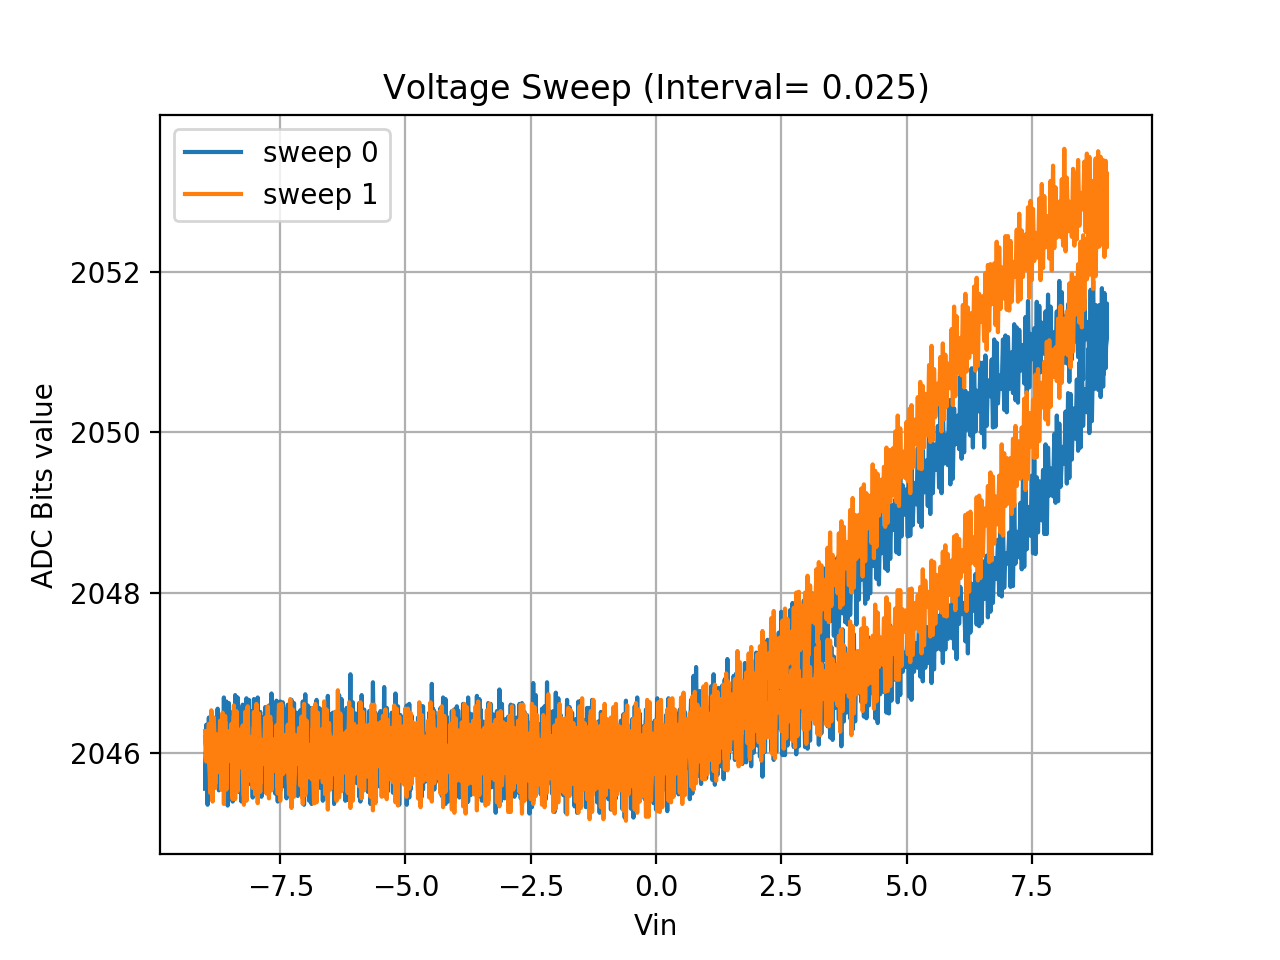 Voltage Sweep (Interval= 0.025)
sweep 0
sweep 1
2052
2050
2048
2046
ADC Bits value
−7.5 −5.0 −2.5 0.0 2.5 5.0 7.5
Vin